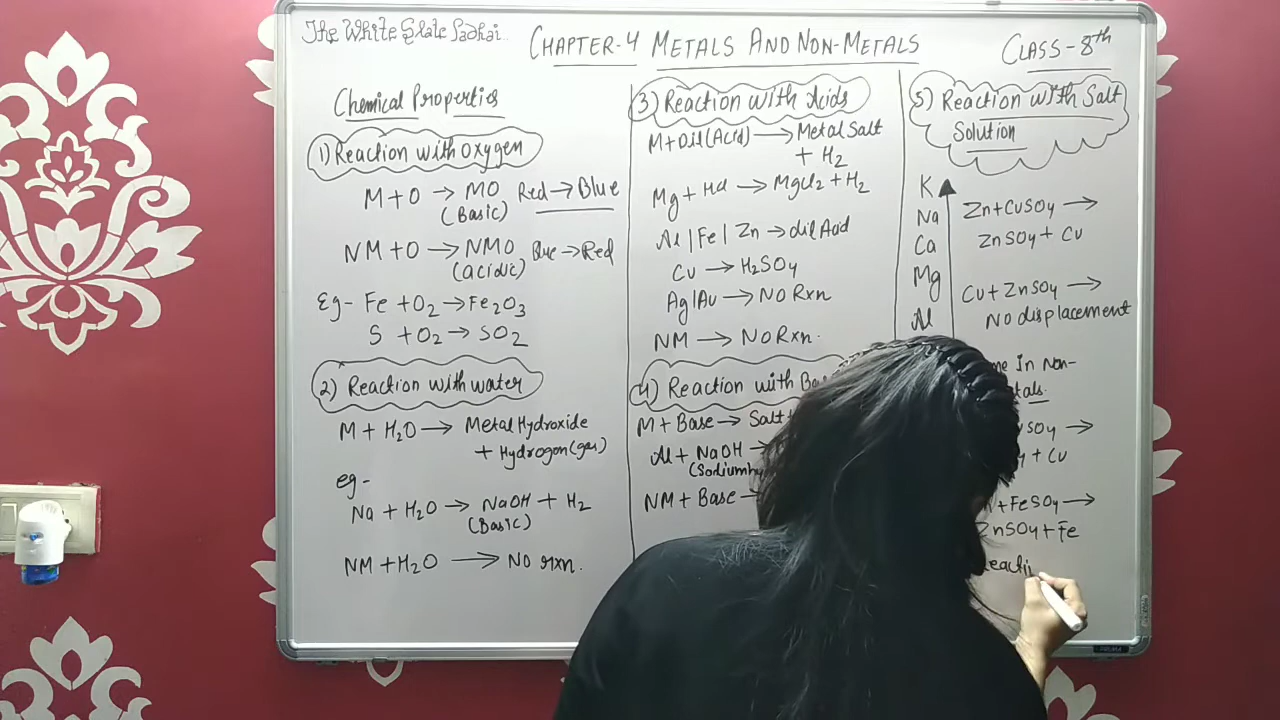 The White Slate Padhai..
CHAPTER-4 METALS AND NON-METALS
CLASS-8th
Chemical Properties
1) Reaction with Oxygen
M + O → MO Red → Blue
(Basic)
NM + O → NMO Blue → Red
(acidic)
Eg- Fe + O2 → Fe2O3
S + O2 → SO2
2) Reaction with water
M + H2O → Metal Hydroxide
+ Hydrogon (gas)
eg-
Na + H2O → NaOH + H2
(Basic)
NM + H2O → No rxn.
3) Reaction with Acids
M + Dil (Acid) → Metal Salt
+ H2
Mg + Hcl → Mgcl2 + H2
Al | Fe | Zn → dil Acid
Cu → H2SO4
Ag | Au → NO Rxn
NM → NO Rxn.
4) Reaction with
M + Base → Salt +
Al + NaOH →
NM + Base →
5) Reaction with Salt
Solution
K
Na
Ca
Mg
Al
Zn + CuSO4 →
ZnSO4 + Cu
Cu + ZnSO4 →
No displacement
In Non-
SO4 →
+ Cu
+ FeSO4 →
ZnSO4 + Fe